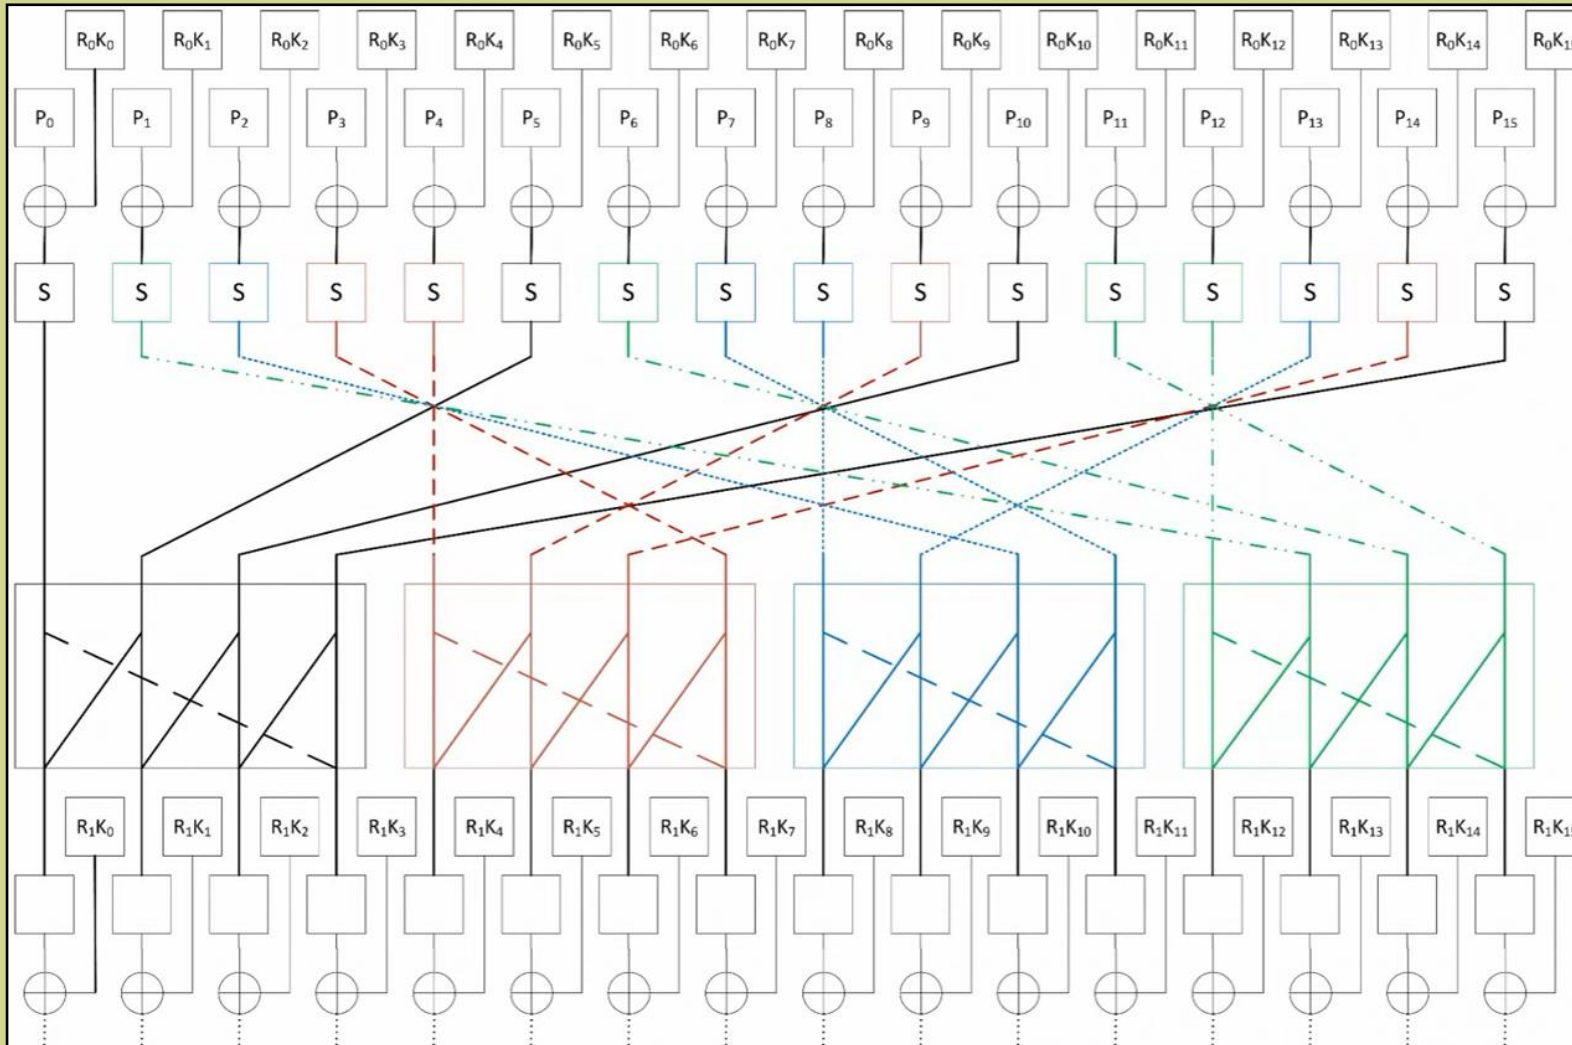 R₀K₀ R₀K₁ R₀K₂ R₀K₃ R₀K₄ R₀K₅ R₀K₆ R₀K₇ R₀K₈ R₀K₉ R₀K₁₀ R₀K₁₁ R₀K₁₂ R₀K₁₃ R₀K₁₄ R₀K₁₅
P₀ P₁ P₂ P₃ P₄ P₅ P₆ P₇ P₈ P₉ P₁₀ P₁₁ P₁₂ P₁₃ P₁₄ P₁₅
S S S S S S S S S S S S S S S S
R₁K₀ R₁K₁ R₁K₂ R₁K₃ R₁K₄ R₁K₅ R₁K₆ R₁K₇ R₁K₈ R₁K₉ R₁K₁₀ R₁K₁₁ R₁K₁₂ R₁K₁₃ R₁K₁₄ R₁K₁₅